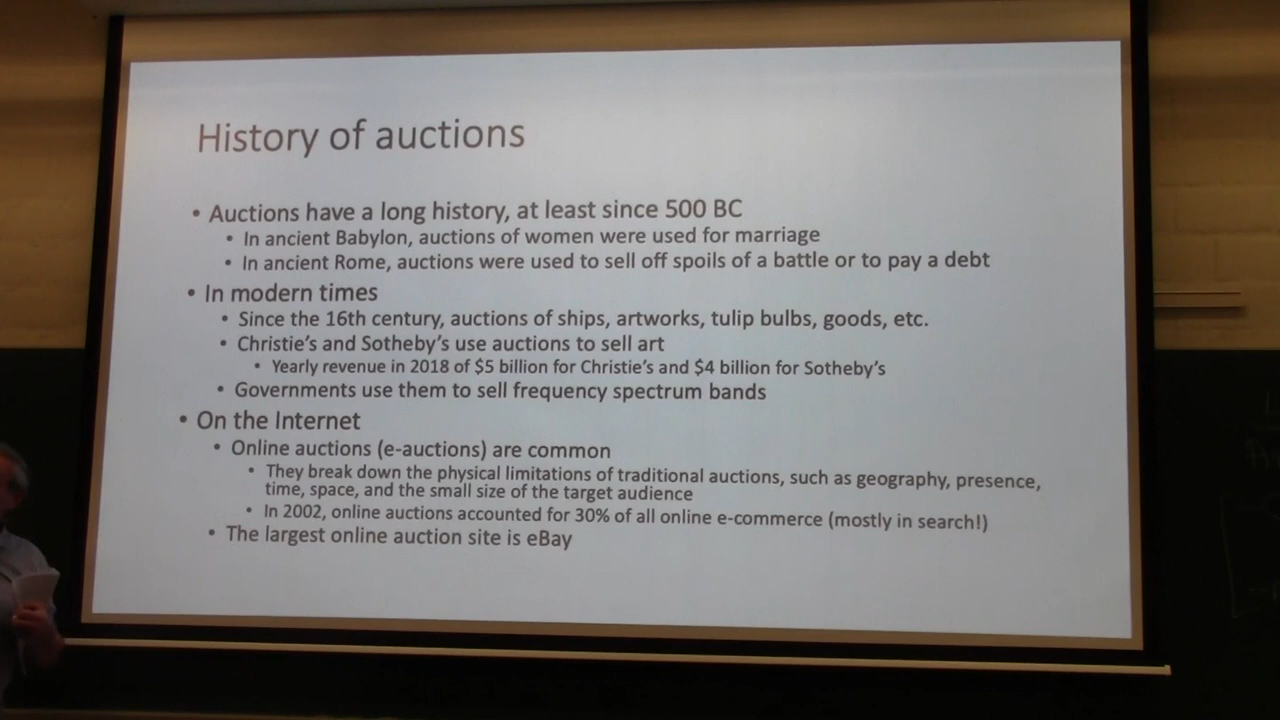 History of auctions
• Auctions have a long history, at least since 500 BC
• In ancient Babylon, auctions of women were used for marriage
• In ancient Rome, auctions were used to sell off spoils of a battle or to pay a debt
• In modern times
• Since the 16th century, auctions of ships, artworks, tulip bulbs, goods, etc.
• Christie's and Sotheby's use auctions to sell art
• Yearly revenue in 2018 of $5 billion for Christie's and $4 billion for Sotheby's
• Governments use them to sell frequency spectrum bands
• On the Internet
• Online auctions (e-auctions) are common
• They break down the physical limitations of traditional auctions, such as geography, presence,
time, space, and the small size of the target audience
• In 2002, online auctions accounted for 30% of all online e-commerce (mostly in search!)
• The largest online auction site is eBay